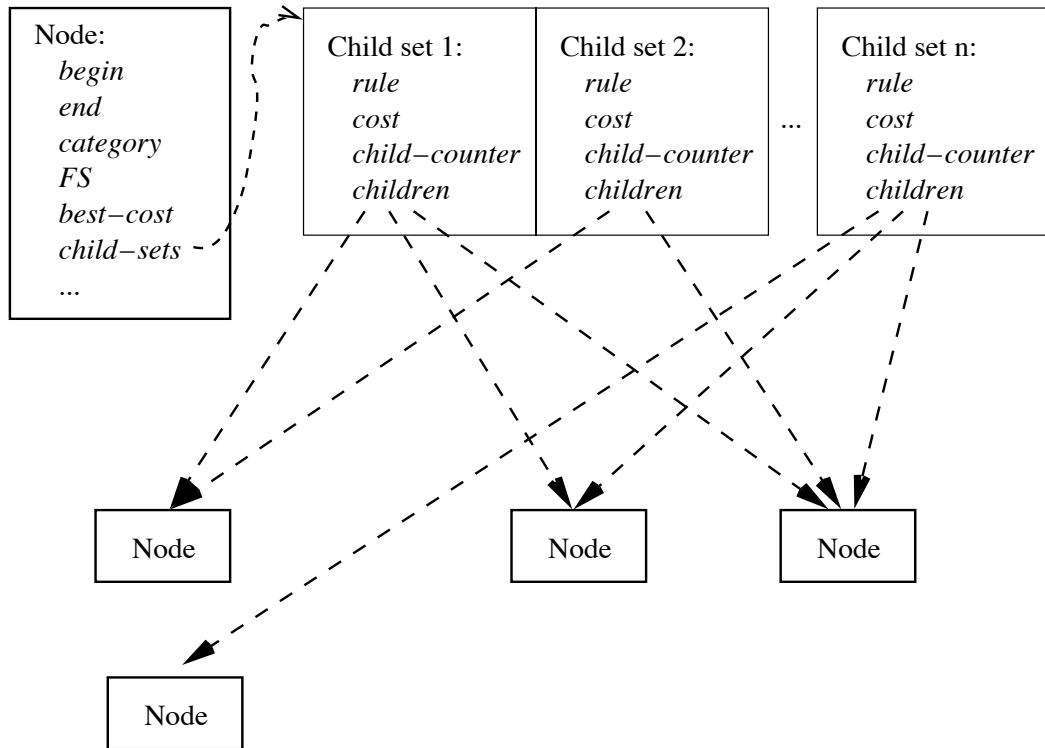 Node:
begin
end
category
FS
best−cost
child−sets
...
Child set 1:
rule
cost
child−counter
children
Child set 2:
rule
cost
child−counter
children
...
Child set n:
rule
cost
child−counter
children
Node
Node
Node
Node